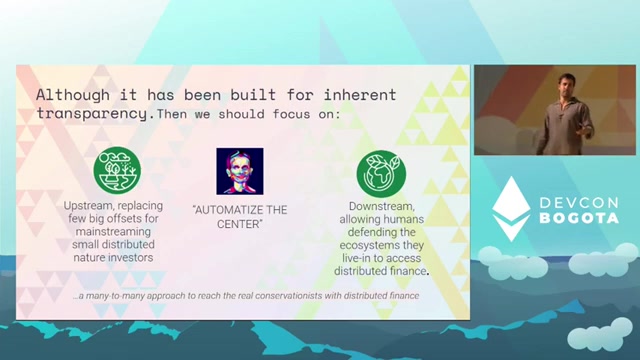 Although it has been built for inherent
transparency.Then we should focus on:
Upstream, replacing
few big offsets for
mainstreaming
small distributed
nature investors
"AUTOMATIZE THE
CENTER"
Downstream,
allowing humans
defending the
ecosystems they
live-in to access
distributed finance.
...a many-to-many approach to reach the real conservationists with distributed finance
DEVCON
BOGOTA